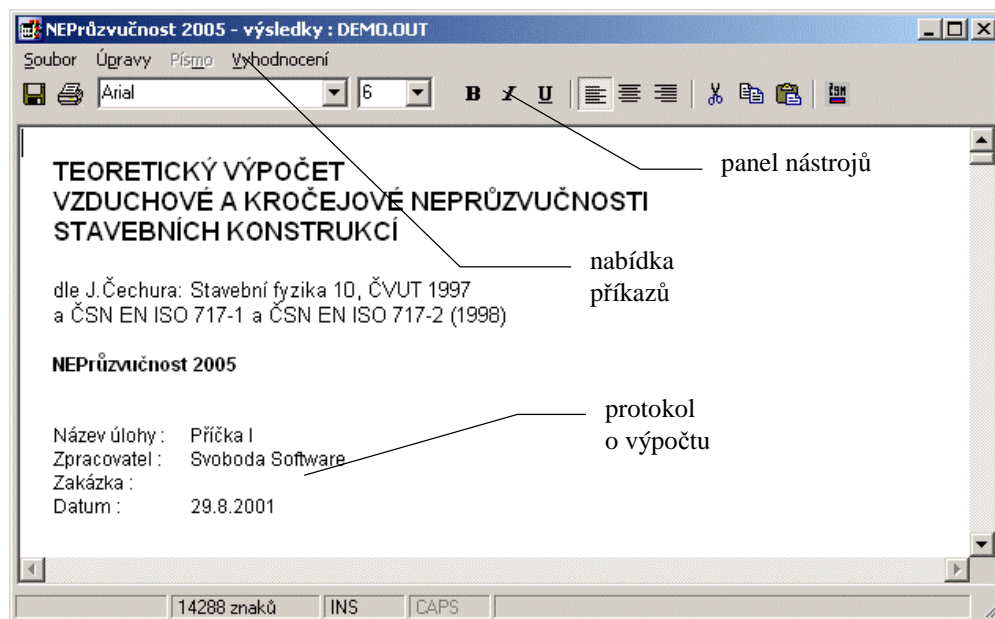 NEPrůzvučnost 2005 - výsledky : DEMO.OUT
Soubor Úpravy Písmo Vyhodnocení
Arial 6 B I U ČSN
panel nástrojů
TEORETICKÝ VÝPOČET
VZDUCHOVÉ A KROČEJOVÉ NEPRŮZVUČNOSTI
STAVEBNÍCH KONSTRUKCÍ
nabídka
příkazů
dle J.Čechura: Stavební fyzika 10, ČVUT 1997
a ČSN EN ISO 717-1 a ČSN EN ISO 717-2 (1998)
NEPrůzvučnost 2005
protokol
o výpočtu
Název úlohy : Příčka I
Zpracovatel : Svoboda Software
Zakázka :
Datum : 29.8.2001
14288 znaků INS CAPS